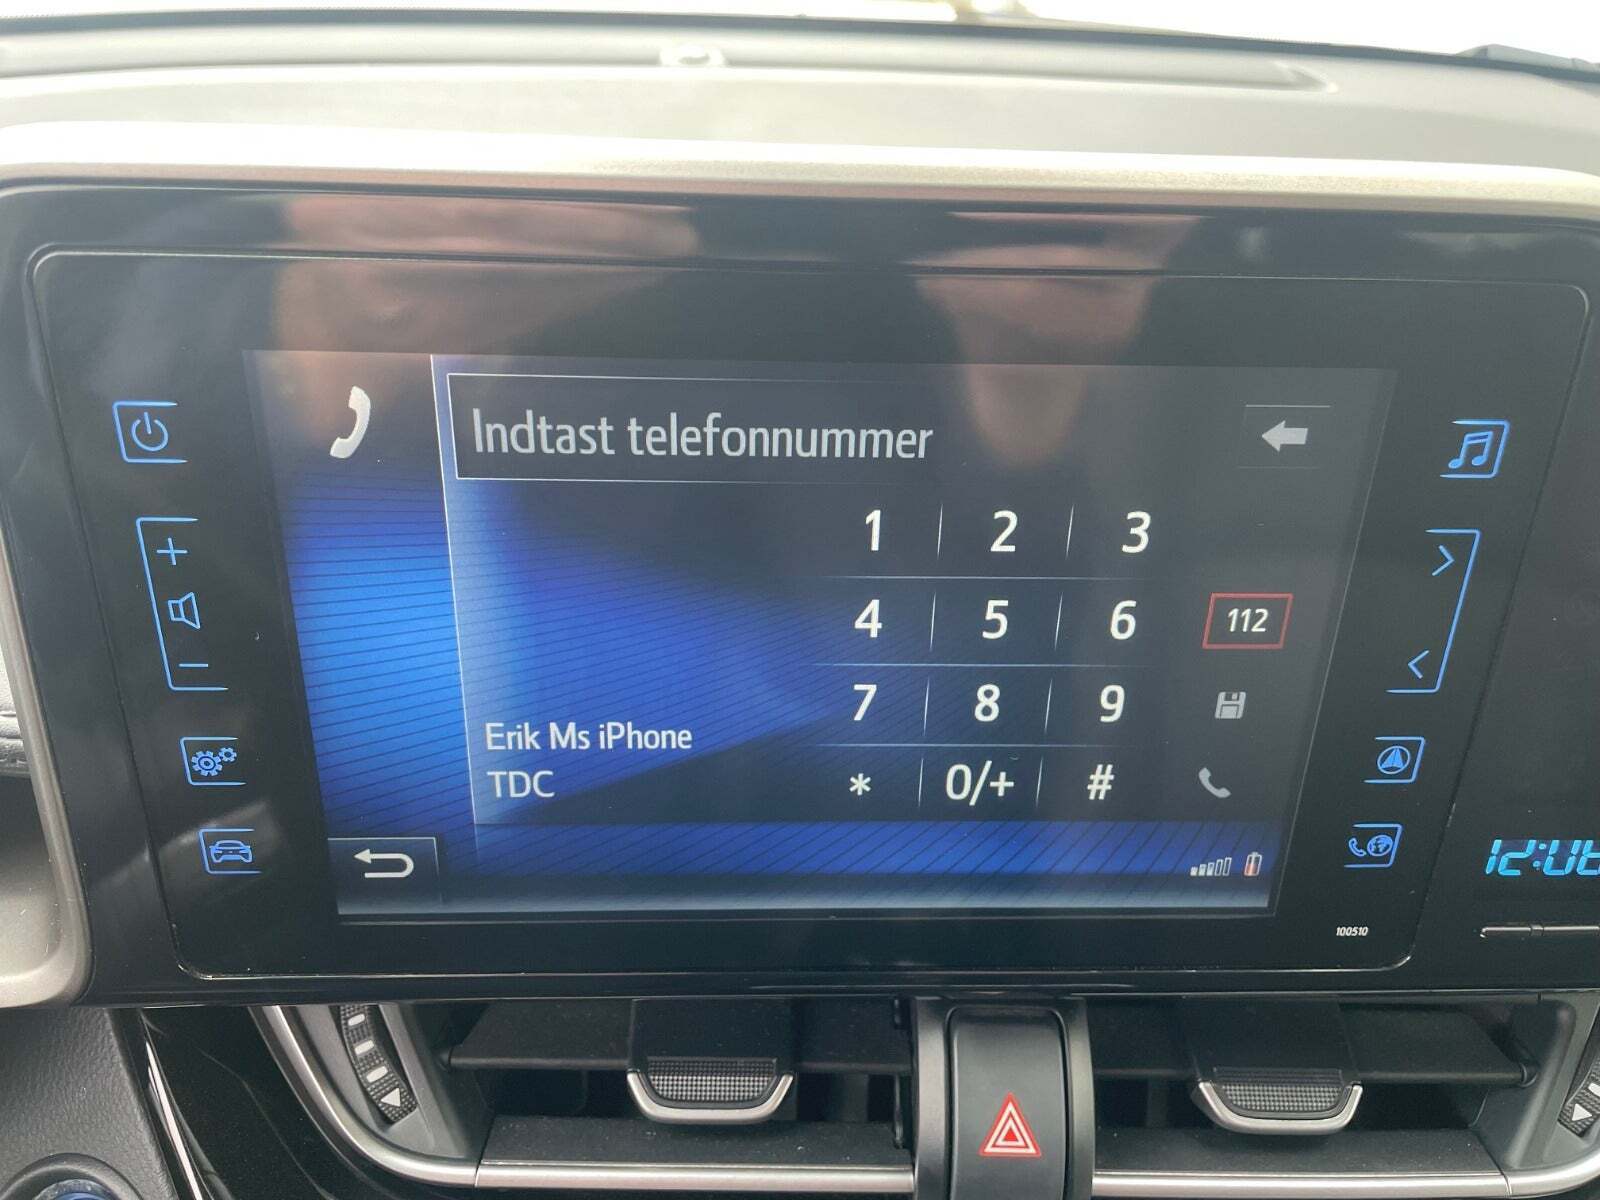 Indtast telefonnummer
1 2 3
4 5 6
112
7 8 9
Erik Ms iPhone
TDC
* 0/+ #
100510